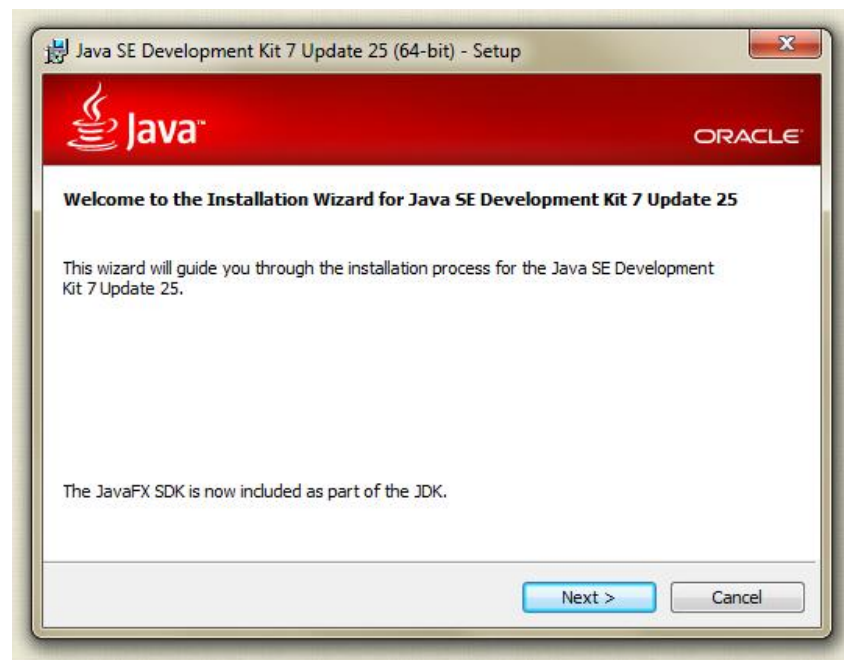 Java SE Development Kit 7 Update 25 (64-bit) - Setup
Java™
ORACLE®
Welcome to the Installation Wizard for Java SE Development Kit 7 Update 25
This wizard will guide you through the installation process for the Java SE Development
Kit 7 Update 25.
The JavaFX SDK is now included as part of the JDK.
Next >
Cancel